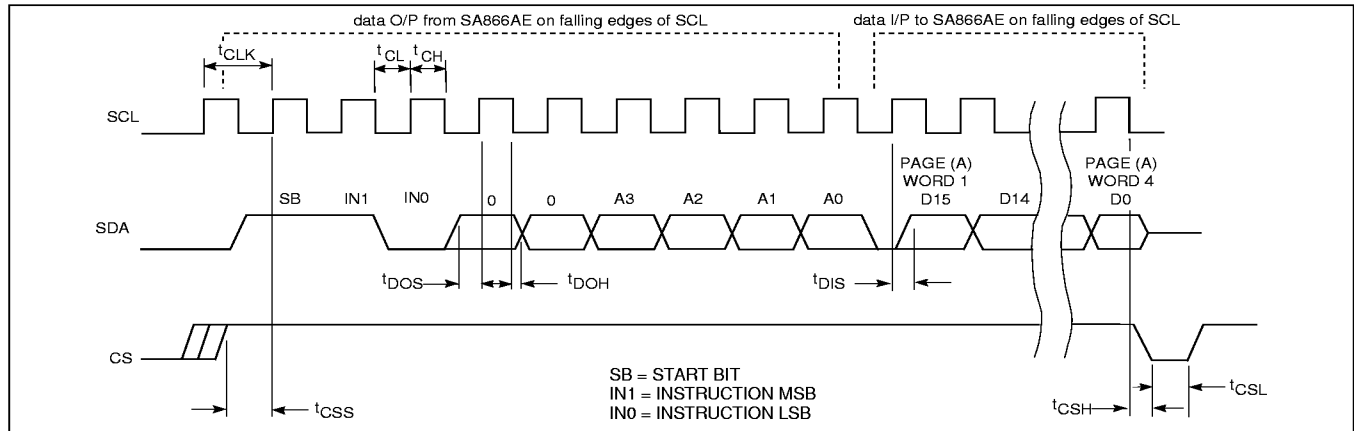 data O/P from SA866AE on falling edges of SCL
data I/P to SA866AE on falling edges of SCL
tCLK
tCL
tCH
SCL
PAGE (A)
WORD 1
PAGE (A)
WORD 4
SB IN1 IN0 0 0 A3 A2 A1 A0 D15 D14 D0
SDA
tDOS
tDOH
tDIS
CS
SB = START BIT
IN1 = INSTRUCTION MSB
IN0 = INSTRUCTION LSB
tCSS
tCSH
tCSL